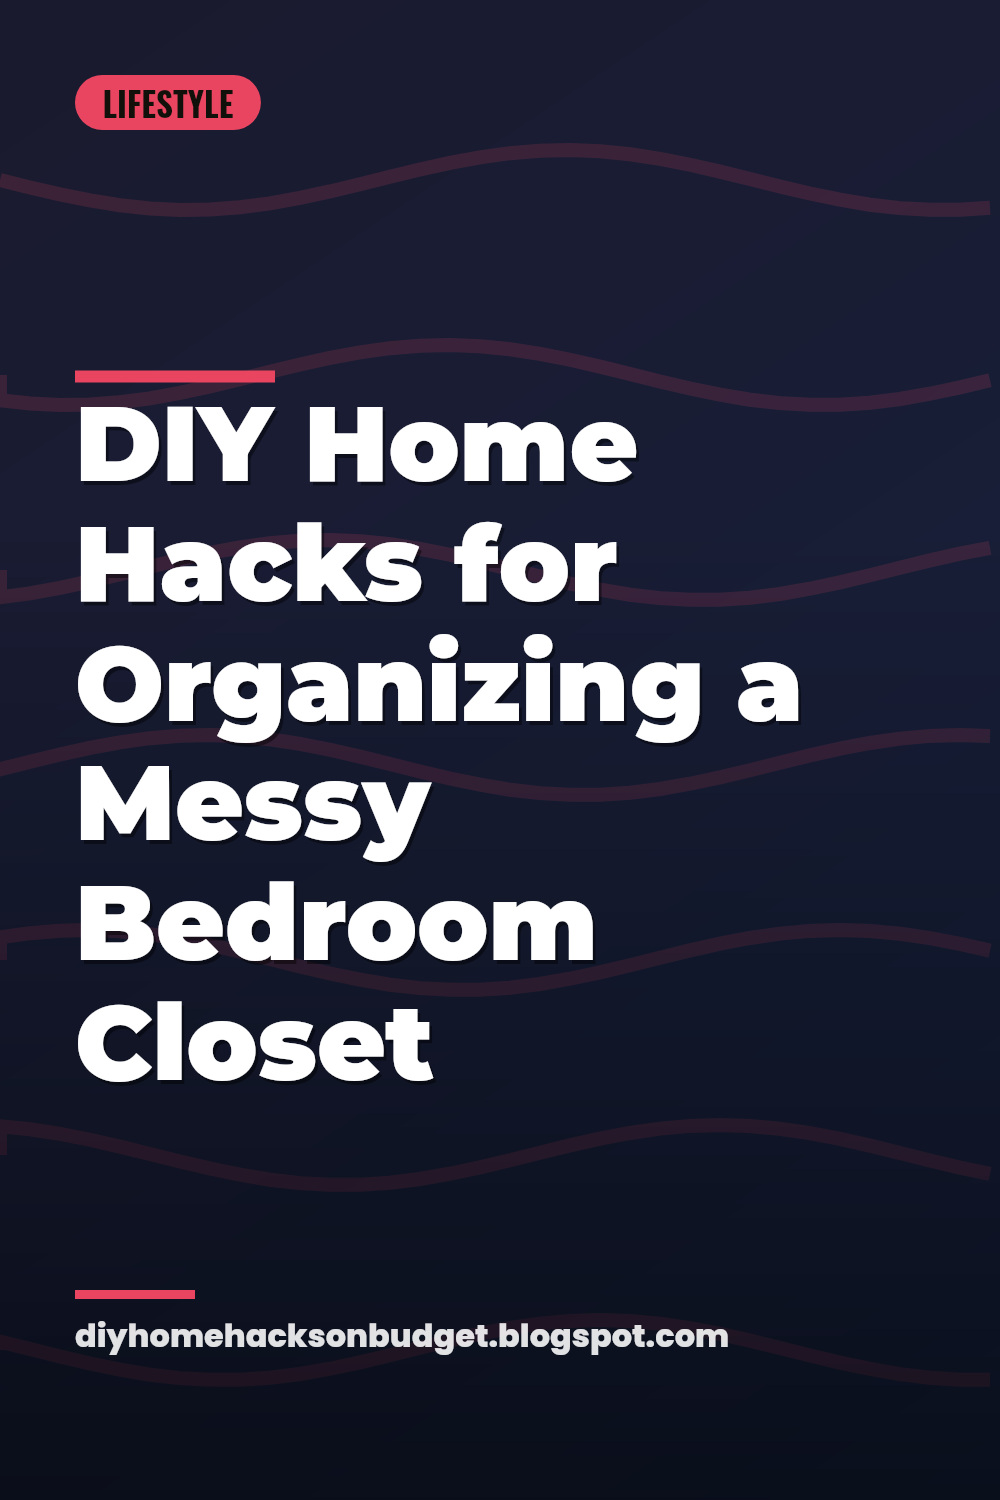 LIFESTYLE
DIY Home
Hacks for
Organizing a
Messy
Bedroom
Closet
diyhomehacksonbudget.blogspot.com